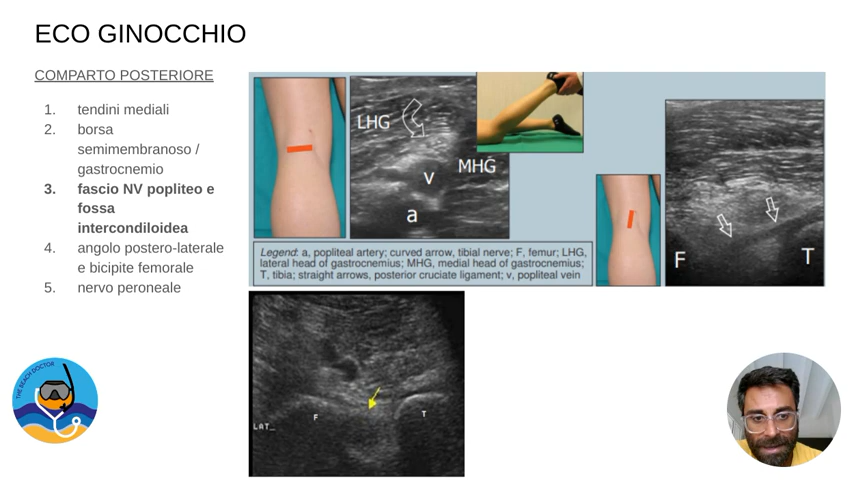 ECO GINOCCHIO
COMPARTO POSTERIORE
1. tendini mediali
2. borsa
semimembranoso /
gastrocnemio
3. fascio NV popliteo e
fossa
intercondiloidea
4. angolo postero-laterale
e bicipite femorale
5. nervo peroneale
LHG
MHG
v
a
F
T
Legend: a, popliteal artery; curved arrow, tibial nerve; F, femur; LHG,
lateral head of gastrocnemius; MHG, medial head of gastrocnemius;
T, tibia; straight arrows, posterior cruciate ligament; v, popliteal vein
F
T
LAT_
THE BEACH DOCTOR